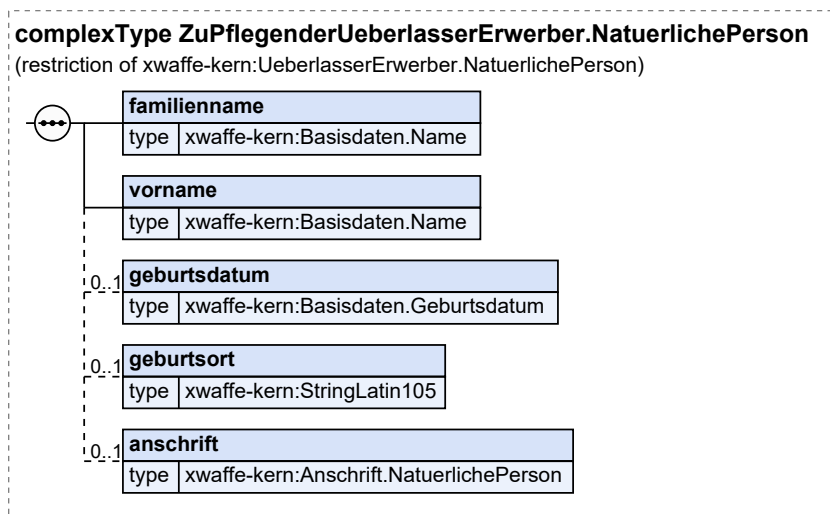 complexType ZuPflegenderUeberlasserErwerber.NatuerlichePerson
(restriction of xwaffe-kern:UeberlasserErwerber.NatuerlichePerson)
familienname
type xwaffe-kern:Basisdaten.Name
vorname
type xwaffe-kern:Basisdaten.Name
0..1 geburtsdatum
type xwaffe-kern:Basisdaten.Geburtsdatum
0..1 geburtsort
type xwaffe-kern:StringLatin105
0..1 anschrift
type xwaffe-kern:Anschrift.NatuerlichePerson